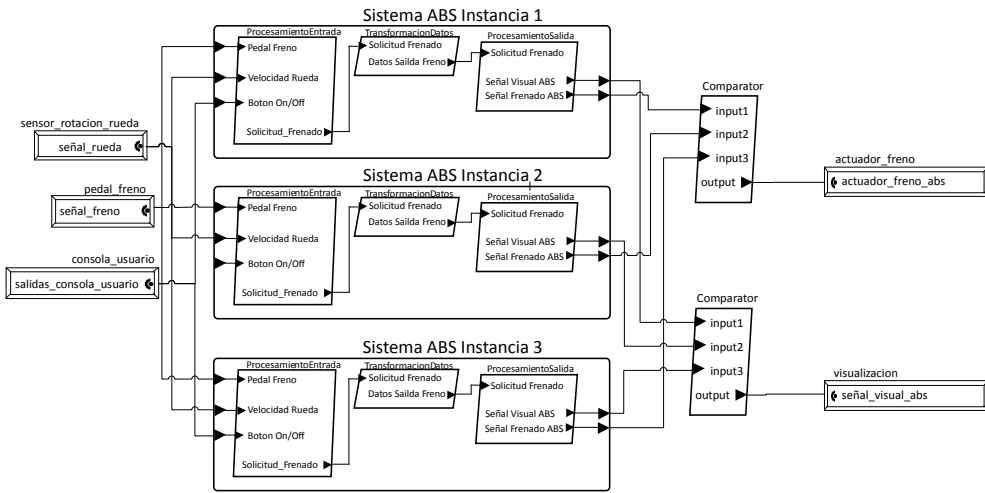 Sistema ABS Instancia 1
ProcesamientoEntrada
Pedal Freno
Velocidad Rueda
Boton On/Off
Solicitud_Frenado
TransformacionDatos
Solicitud Frenado
Datos Sailda Freno
ProcesamientoSalida
Solicitud Frenado
Señal Visual ABS
Señal Frenado ABS
sensor_rotacion_rueda
señal_rueda
pedal_freno
señal_freno
consola_usuario
salidas_consola_usuario
Sistema ABS Instancia 2
ProcesamientoEntrada
Pedal Freno
Velocidad Rueda
Boton On/Off
Solicitud_Frenado
TransformacionDatos
Solicitud Frenado
Datos Sailda Freno
ProcesamientoSalida
Solicitud Frenado
Señal Visual ABS
Señal Frenado ABS
Sistema ABS Instancia 3
ProcesamientoEntrada
Pedal Freno
Velocidad Rueda
Boton On/Off
Solicitud_Frenado
TransformacionDatos
Solicitud Frenado
Datos Sailda Freno
ProcesamientoSalida
Solicitud Frenado
Señal Visual ABS
Señal Frenado ABS
Comparator
input1
input2
input3
output
actuador_freno
actuador_freno_abs
Comparator
input1
input2
input3
output
visualizacion
señal_visual_abs